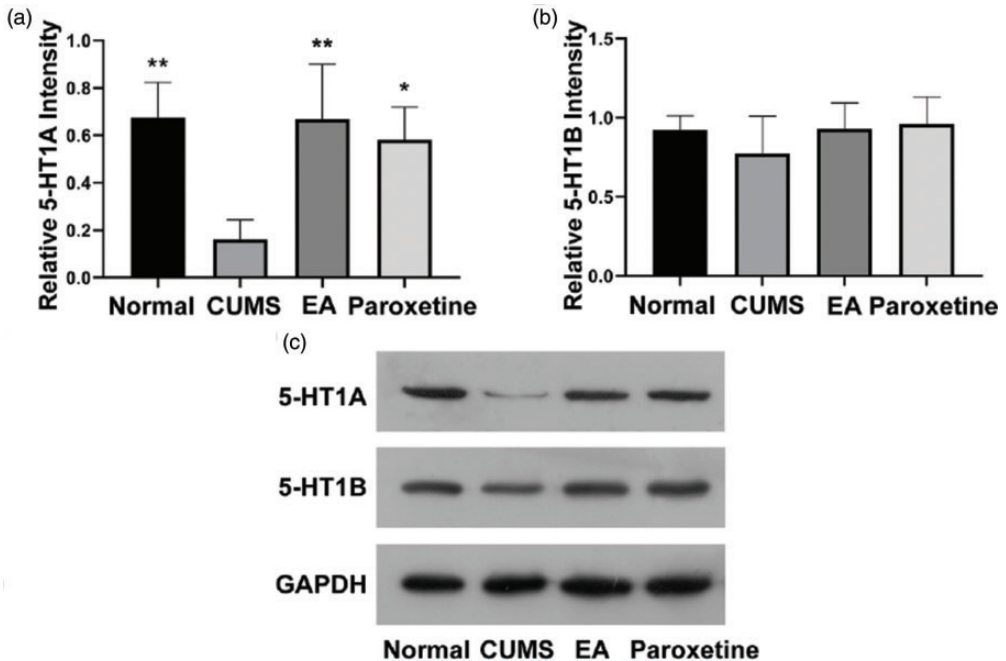 (a)
Relative 5-HT1A Intensity
1.0
0.8
0.6
0.4
0.2
0.0
**
**
*
Normal CUMS EA Paroxetine
(b)
Relative 5-HT1B Intensity
1.5
1.0
0.5
0.0
Normal CUMS EA Paroxetine
(c)
5-HT1A
5-HT1B
GAPDH
Normal CUMS EA Paroxetine